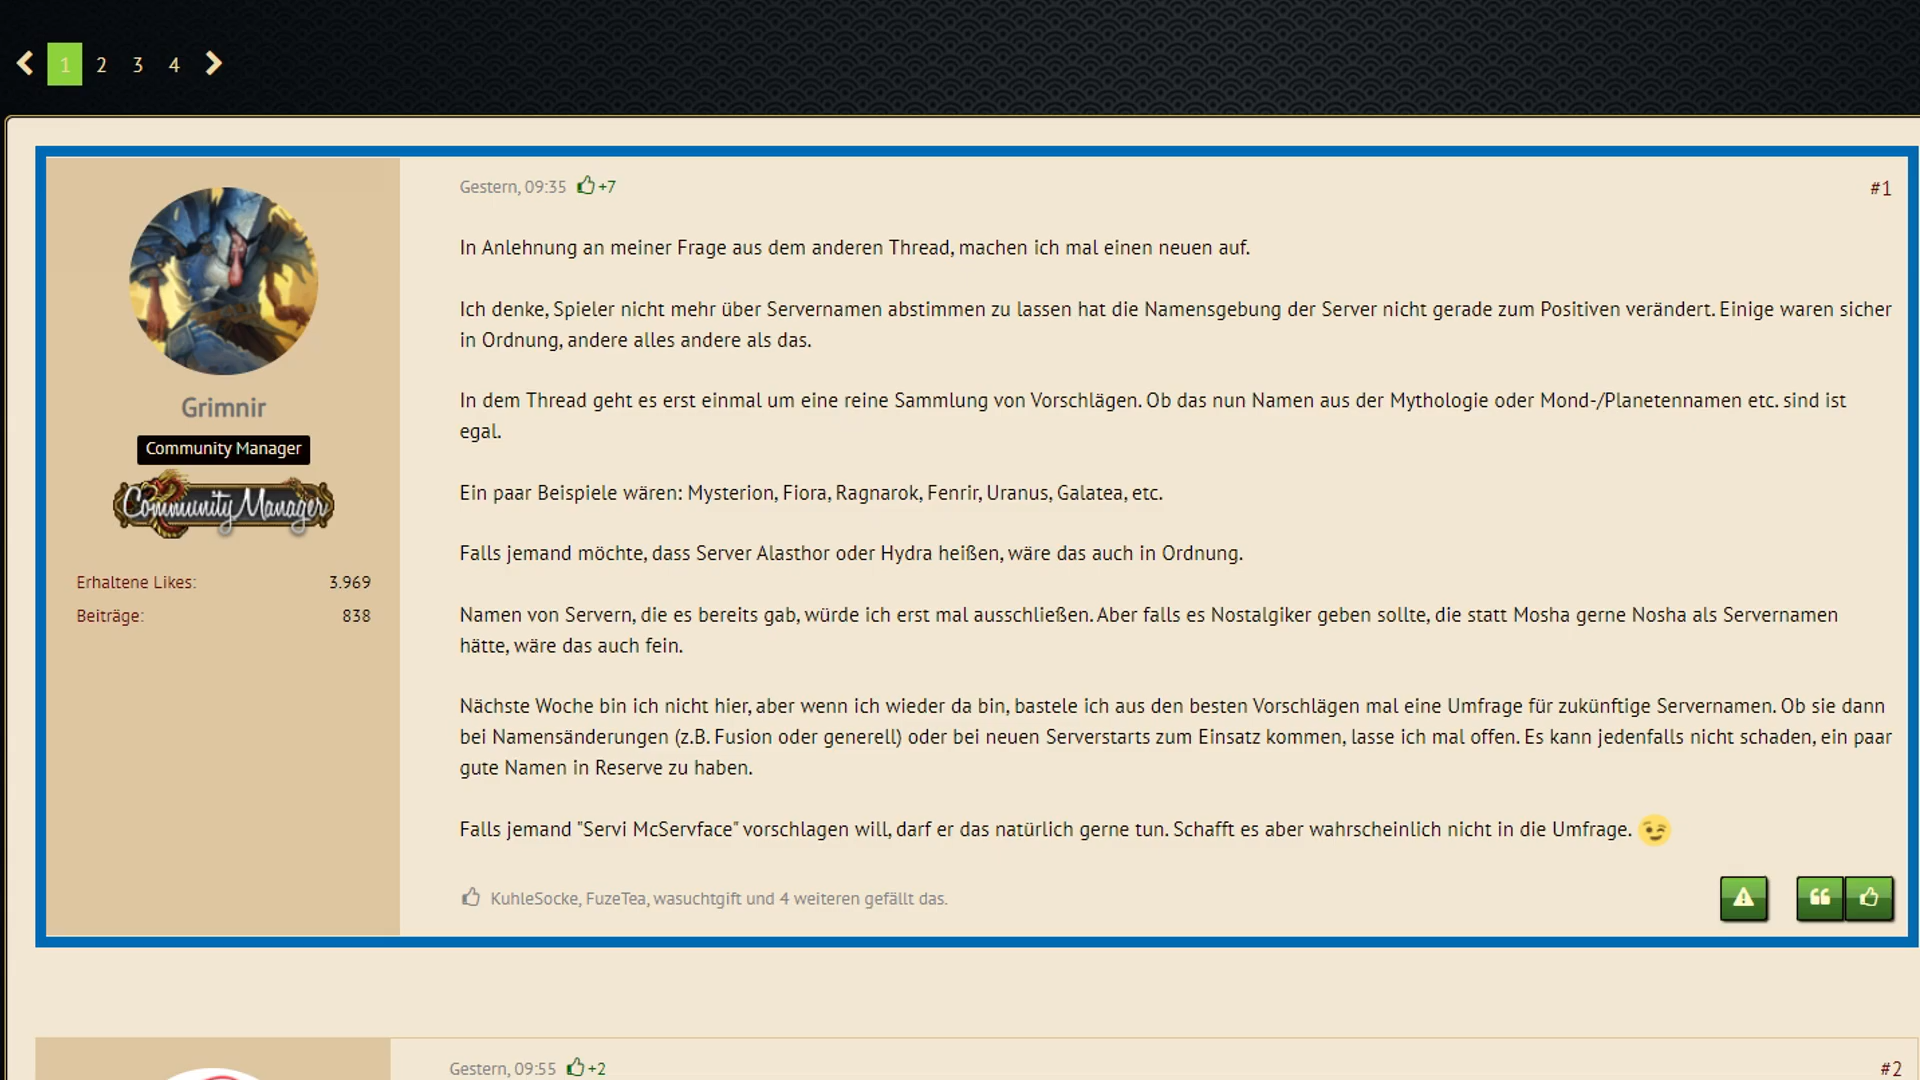 1 2 3 4
Gestern, 09:35 +7
#1
In Anlehnung an meiner Frage aus dem anderen Thread, machen ich mal einen neuen auf.
Ich denke, Spieler nicht mehr über Servernamen abstimmen zu lassen hat die Namensgebung der Server nicht gerade zum Positiven verändert. Einige waren sicher
in Ordnung, andere alles andere als das.
Grimnir
In dem Thread geht es erst einmal um eine reine Sammlung von Vorschlägen. Ob das nun Namen aus der Mythologie oder Mond-/Planetennamen etc. sind ist
egal.
Community Manager
Community Manager
Ein paar Beispiele wären: Mysterion, Fiora, Ragnarok, Fenrir, Uranus, Galatea, etc.
Falls jemand möchte, dass Server Alasthor oder Hydra heißen, wäre das auch in Ordnung.
Erhaltene Likes: 3.969
Beiträge: 838
Namen von Servern, die es bereits gab, würde ich erst mal ausschließen. Aber falls es Nostalgiker geben sollte, die statt Mosha gerne Nosha als Servernamen
hätte, wäre das auch fein.
Nächste Woche bin ich nicht hier, aber wenn ich wieder da bin, bastele ich aus den besten Vorschlägen mal eine Umfrage für zukünftige Servernamen. Ob sie dann
bei Namensänderungen (z.B. Fusion oder generell) oder bei neuen Serverstarts zum Einsatz kommen, lasse ich mal offen. Es kann jedenfalls nicht schaden, ein paar
gute Namen in Reserve zu haben.
Falls jemand "Servi McServface" vorschlagen will, darf er das natürlich gerne tun. Schafft es aber wahrscheinlich nicht in die Umfrage.
KuhleSocke, FuzeTea, wasuchtgift und 4 weiteren gefällt das.
Gestern, 09:55 +2
#2